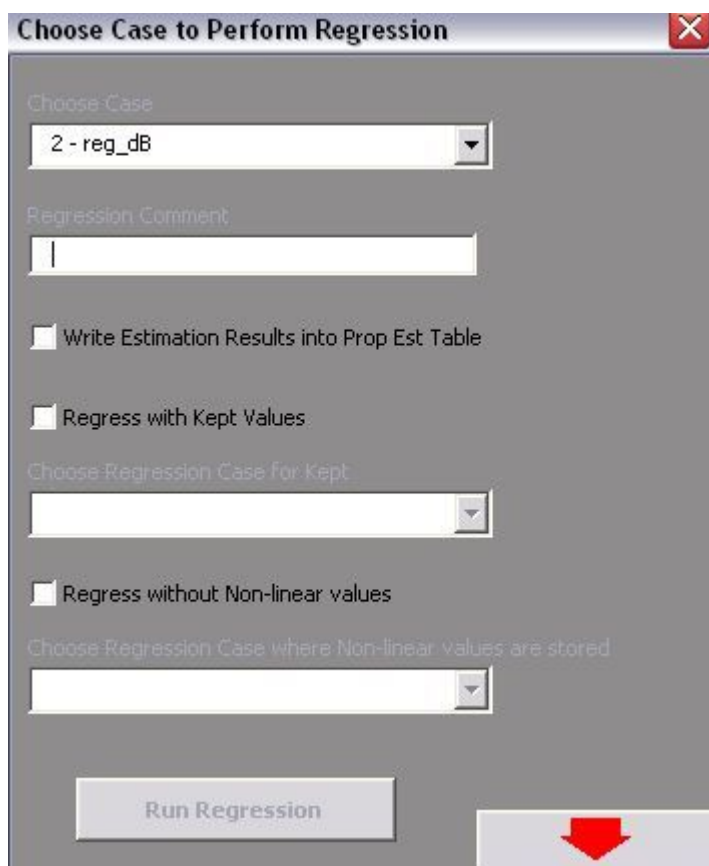 Choose Case to Perform Regression
Choose Case
2 - reg_dB
Regression Comment
Write Estimation Results into Prop Est Table
Regress with Kept Values
Choose Regression Case for Kept
Regress without Non-linear values
Choose Regression Case where Non-linear values are stored
Run Regression